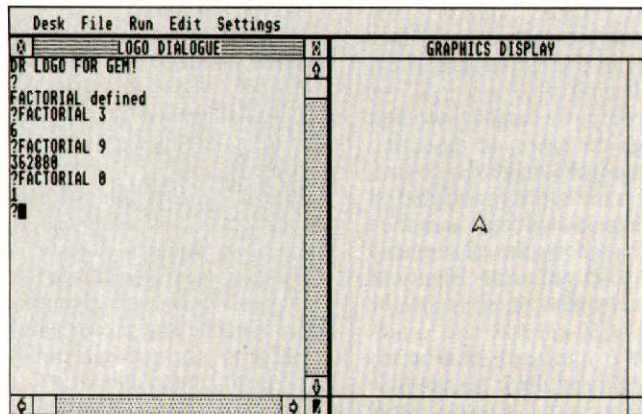 Desk File Run Edit Settings
LOGO DIALOGUE
DR LOGO FOR GEM!
?
FACTORIAL defined
?FACTORIAL 3
6
?FACTORIAL 9
362880
?FACTORIAL 0
1
?
GRAPHICS DISPLAY